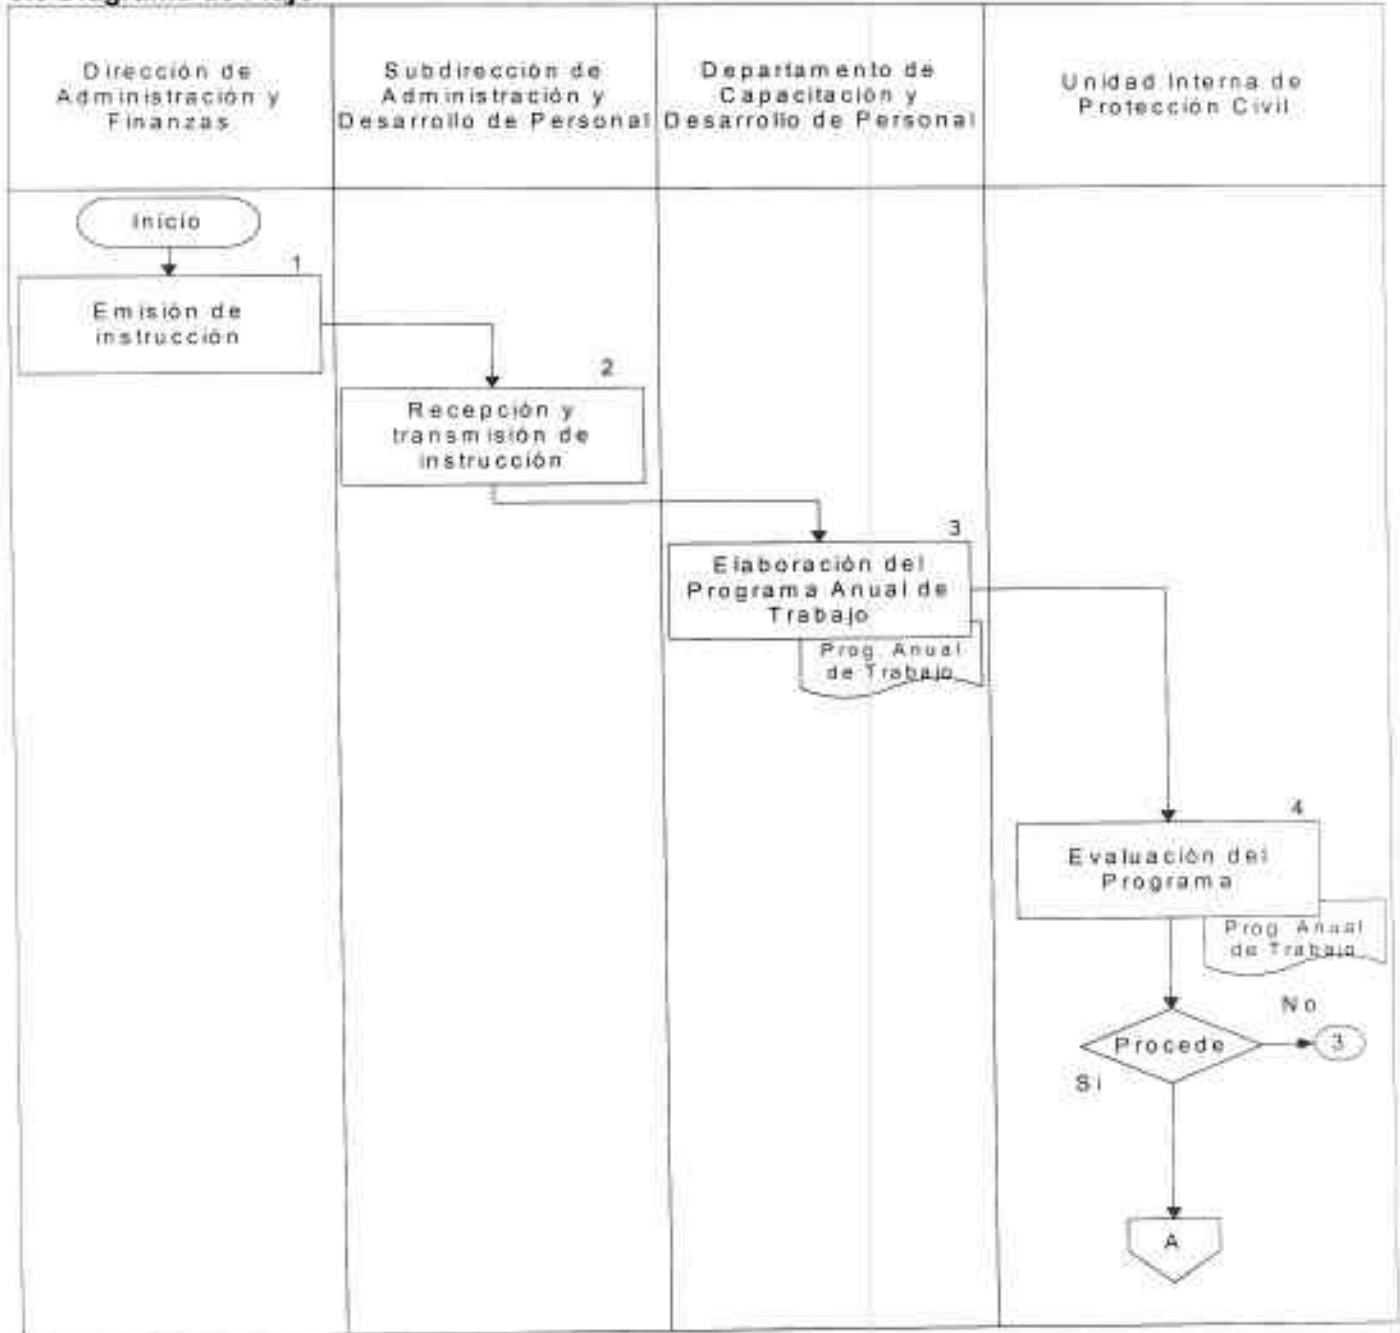 Dirección de
Administración y
Finanzas
Subdirección de
Administración y
Desarrollo de Personal
Departamento de
Capacitación y
Desarrollo de Personal
Unidad Interna de
Protección Civil
Inicio
1
Emisión de
instrucción
2
Recepción y
transmisión de
instrucción
3
Elaboración del
Programa Anual de
Trabajo
Prog. Anual
de Trabajo
4
Evaluación del
Programa
Prog. Anual
de Trabajo
No
Procede
3
Si
A